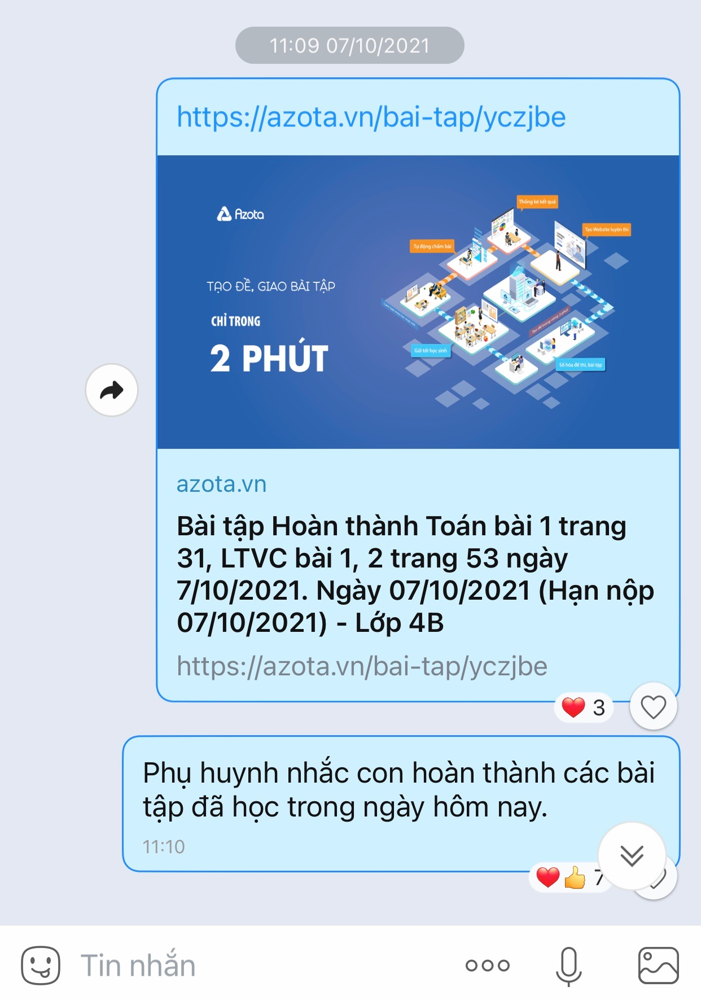 11:09 07/10/2021
https://azota.vn/bai-tap/yczjbe
Azota
TẠO ĐỀ, GIAO BÀI TẬP
CHỈ TRONG
2 PHÚT
Thống kê kết quả
Tạo Website luyện thi
Tự động chấm bài
Tạo đề trong vòng 2 phút
Gửi tới học sinh
Số hóa đề thi, bài tập
azota.vn
Bài tập Hoàn thành Toán bài 1 trang
31, LTVC bài 1, 2 trang 53 ngày
7/10/2021. Ngày 07/10/2021 (Hạn nộp
07/10/2021) - Lớp 4B
https://azota.vn/bai-tap/yczjbe
3
Phụ huynh nhắc con hoàn thành các bài
tập đã học trong ngày hôm nay.
11:10
7
Tin nhắn